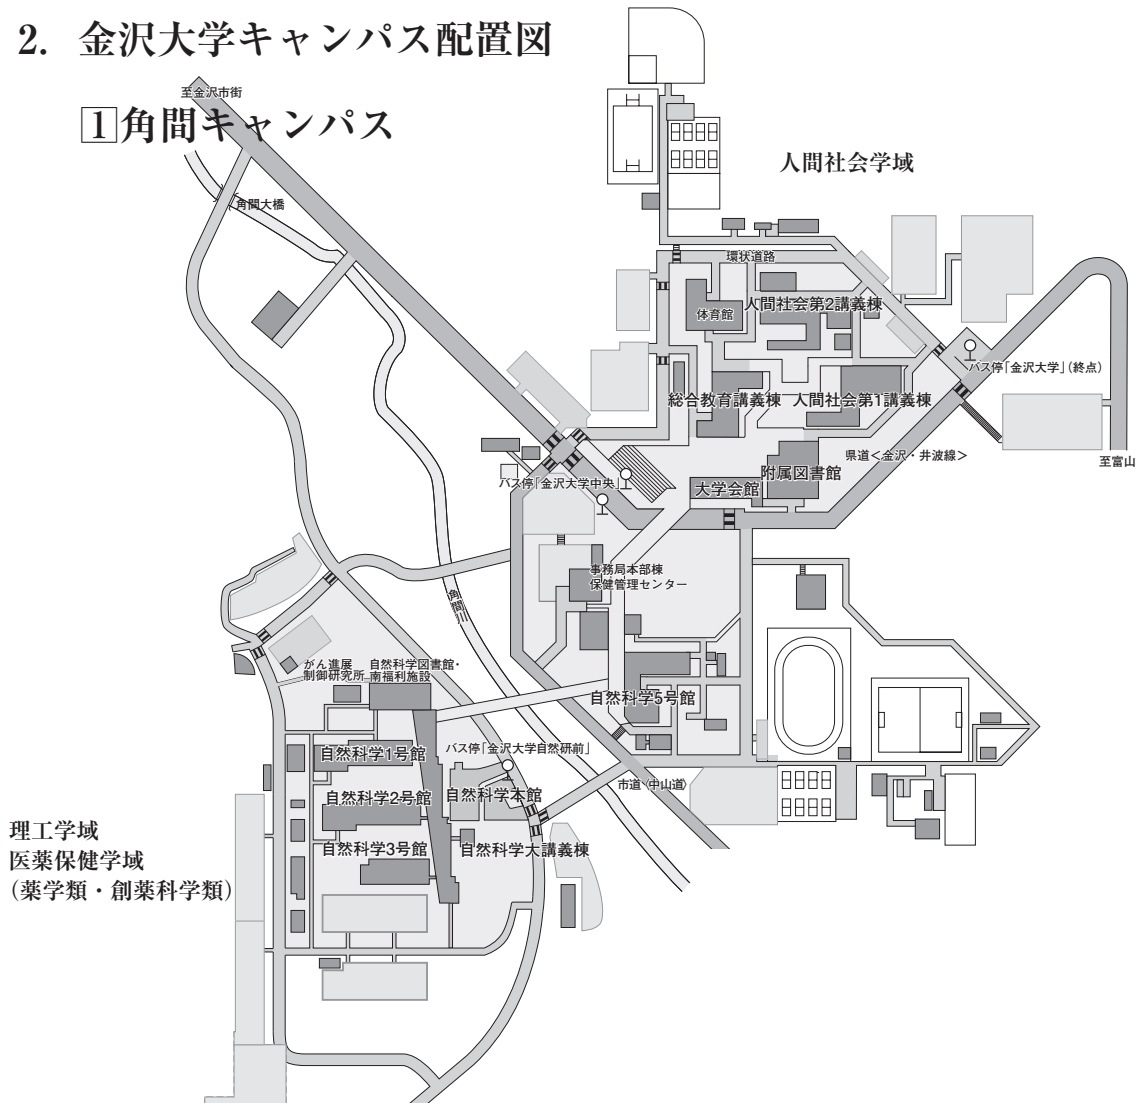 2. 金沢大学キャンパス配置図
至金沢市街
1角間キャンパス
人間社会学域
角間大橋
環状道路
体育館
人間社会第2講義棟
バス停「金沢大学」(終点)
総合教育講義棟
人間社会第1講義棟
県道＜金沢・井波線＞
至富山
附属図書館
大学会館
バス停「金沢大学中央」
事務局本部棟
保健管理センター
角間川
がん進展
制御研究所
自然科学図書館・
南福利施設
自然科学5号館
自然科学1号館
バス停「金沢大学自然研前」
市道〈中山道〉
自然科学2号館
自然科学本館
自然科学3号館
自然科学大講義棟
理工学域
医薬保健学域
（薬学類・創薬科学類）